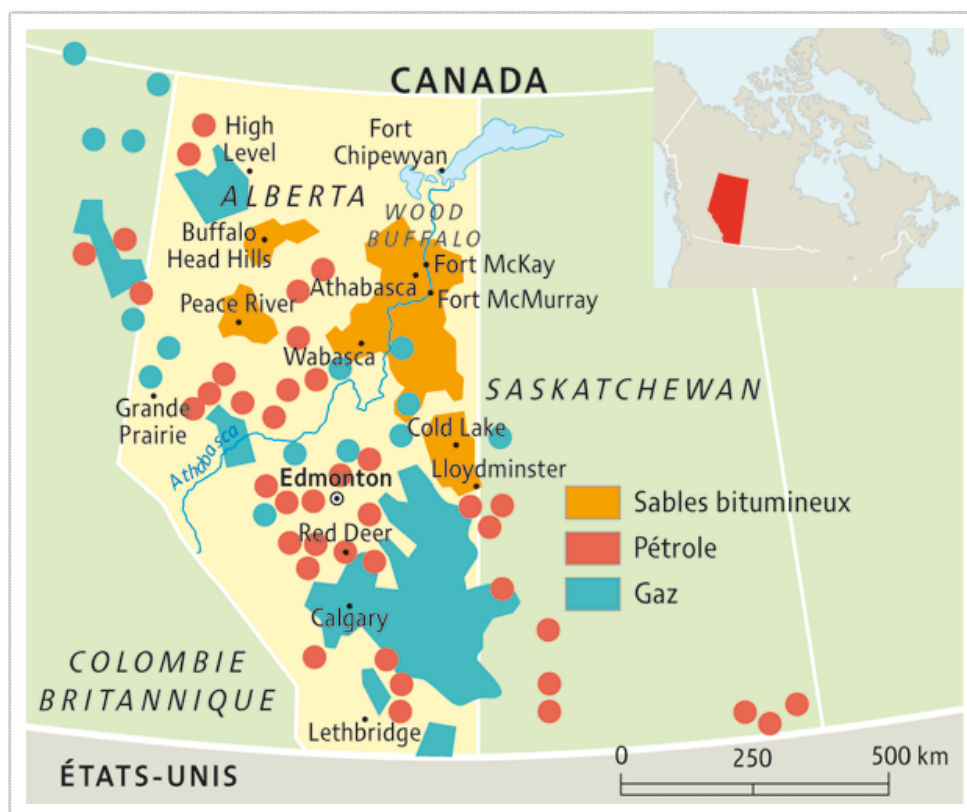 CANADA
High
Level
Fort
Chipewyan
ALBERTA
WOOD
BUFFALO
Buffalo
Head Hills
Fort McKay
Athabasca
Peace River
Fort McMurray
Wabasca
SASKATCHEWAN
Grande
Prairie
Cold Lake
Athabasca
Lloydminster
Edmonton
Sables bitumineux
Red Deer
Pétrole
Gaz
Calgary
COLOMBIE
BRITANNIQUE
Lethbridge
ÉTATS-UNIS
0 250 500 km